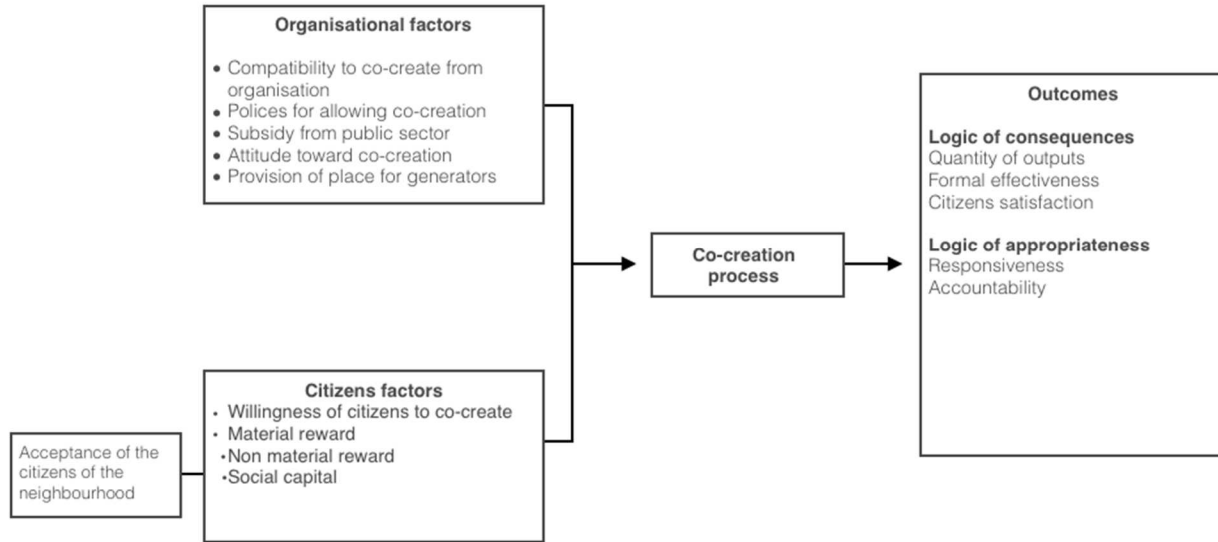 Organisational factors
• Compatibility to co-create from
organisation
• Polices for allowing co-creation
• Subsidy from public sector
• Attitude toward co-creation
• Provision of place for generators
Citizens factors
• Willingness of citizens to co-create
• Material reward
•Non material reward
•Social capital
Acceptance of the
citizens of the
neighbourhood
Co-creation
process
Outcomes
Logic of consequences
Quantity of outputs
Formal effectiveness
Citizens satisfaction
Logic of appropriateness
Responsiveness
Accountability